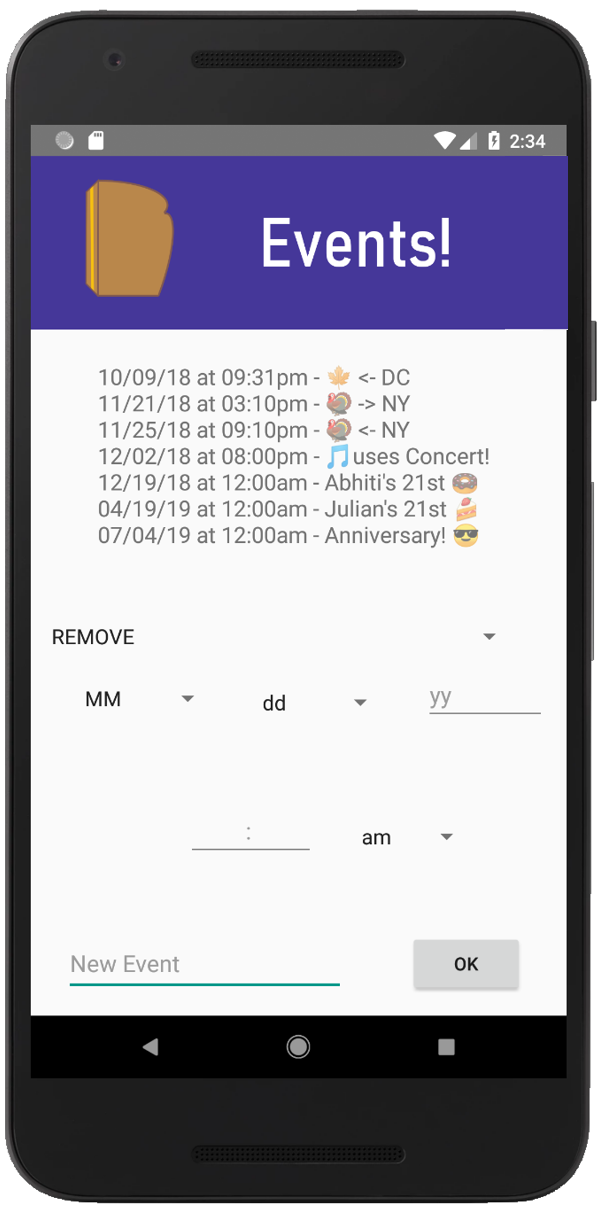 2:34
Events!
10/09/18 at 09:31pm - 🍁 <- DC
11/21/18 at 03:10pm - 🦃 -> NY
11/25/18 at 09:10pm - 🦃 <- NY
12/02/18 at 08:00pm - 🎵uses Concert!
12/19/18 at 12:00am - Abhiti's 21st 🍩
04/19/19 at 12:00am - Julian's 21st 🍰
07/04/19 at 12:00am - Anniversary! 😎
REMOVE
MM dd yy
: am
New Event OK